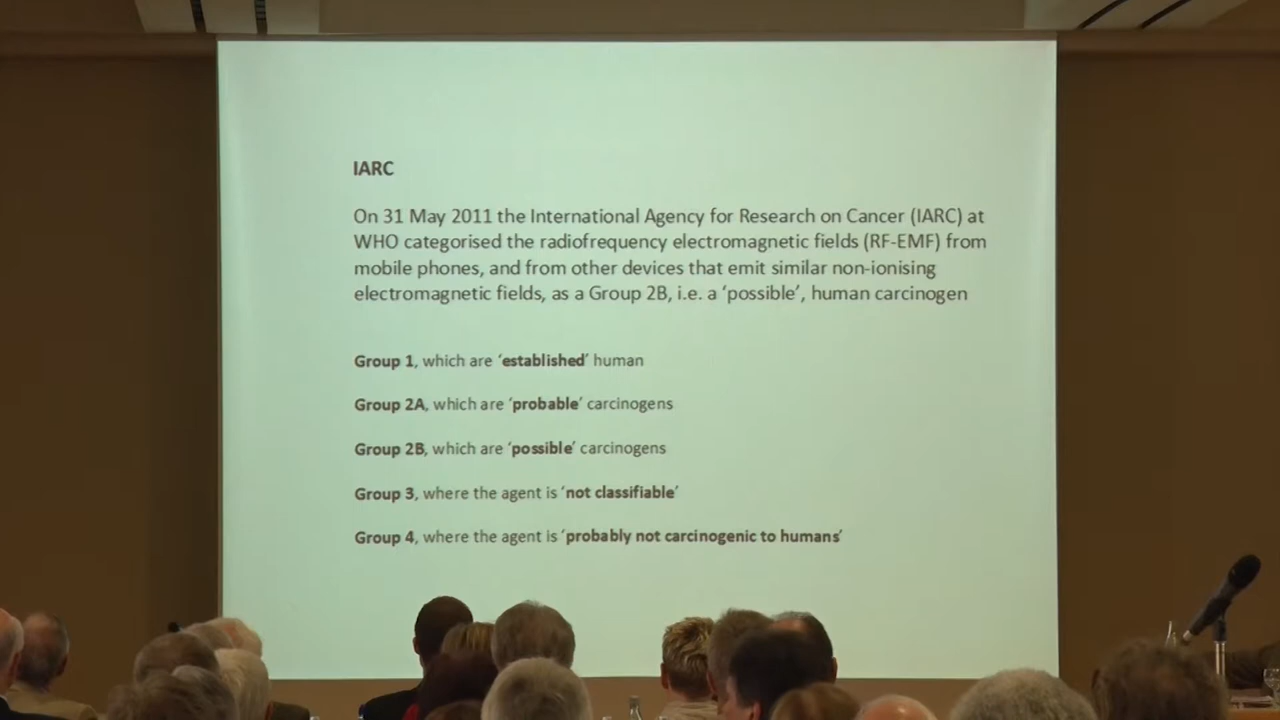 IARC
On 31 May 2011 the International Agency for Research on Cancer (IARC) at
WHO categorised the radiofrequency electromagnetic fields (RF-EMF) from
mobile phones, and from other devices that emit similar non-ionising
electromagnetic fields, as a Group 2B, i.e. a ‘possible’, human carcinogen
Group 1, which are ‘established’ human
Group 2A, which are ‘probable’ carcinogens
Group 2B, which are ‘possible’ carcinogens
Group 3, where the agent is ‘not classifiable’
Group 4, where the agent is ‘probably not carcinogenic to humans’